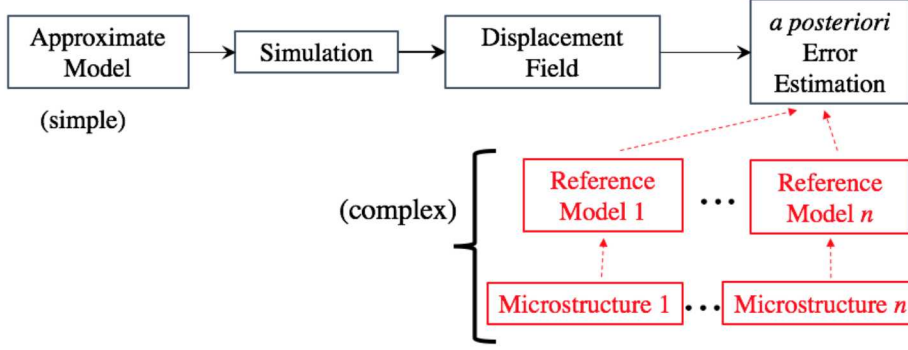 Approximate
Model
Simulation
Displacement
Field
a posteriori
Error
Estimation
(simple)
(complex)
Reference
Model 1
...
Reference
Model n
Microstructure 1
...
Microstructure n